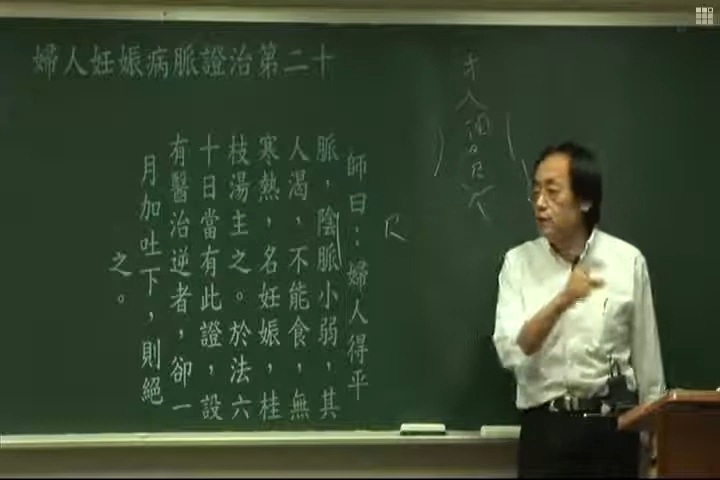 婦人妊娠病脈證治第二十
師曰：婦人得平
脈，陰脈小弱，其
人渴，不能食，無
寒熱，名妊娠，桂
枝湯主之。於法六
十日當有此證，設
有醫治逆者，卻一
月加吐下，則絕
之。
尺